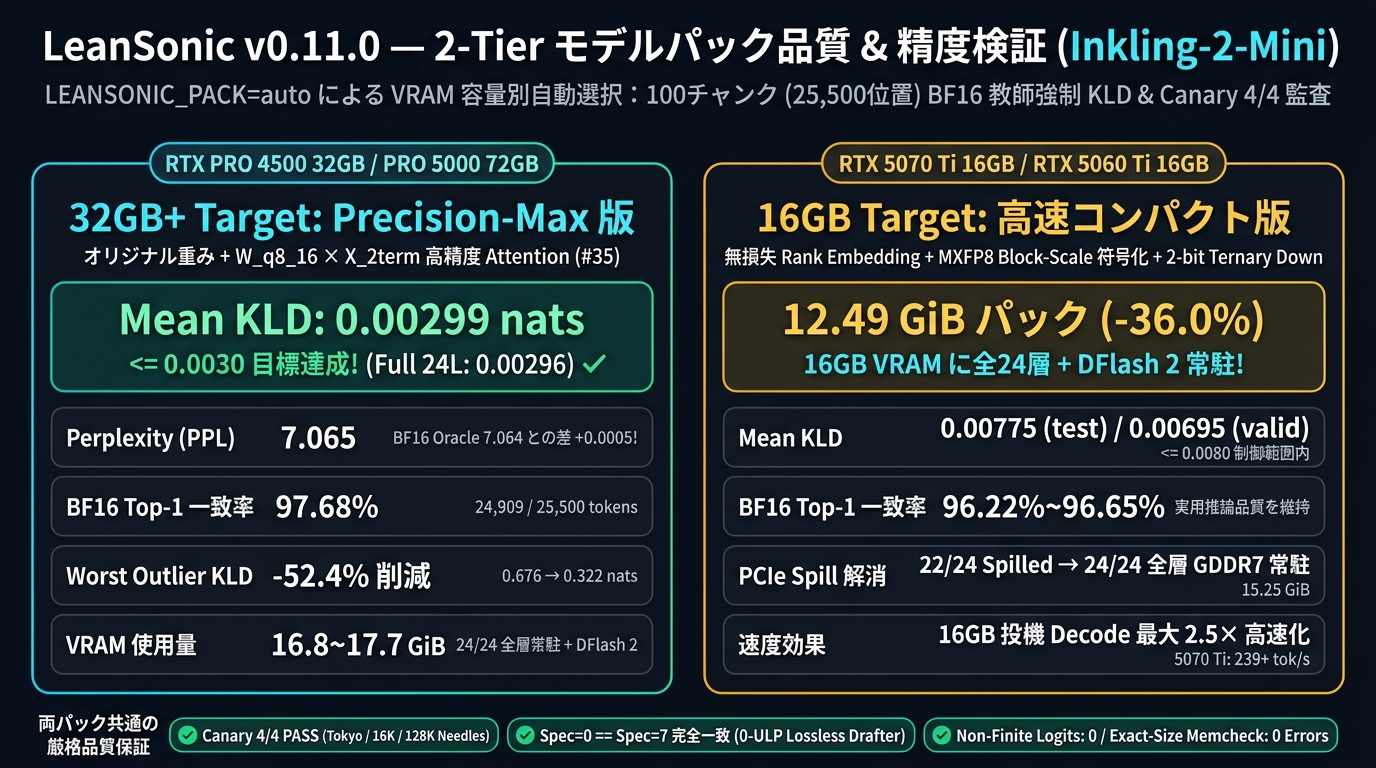 LeanSonic v0.11.0 — 2-Tier モデルパック品質 & 精度検証 (Inkling-2-Mini)
LEANSONIC_PACK=auto による VRAM 容量別自動選択：100チャンク (25,500位置) BF16 教師強制 KLD & Canary 4/4 監査
RTX PRO 4500 32GB / PRO 5000 72GB
32GB+ Target: Precision-Max 版
オリジナル重み + W_q8_16 × X_2term 高精度 Attention (#35)
Mean KLD: 0.00299 nats
<= 0.0030 目標達成! (Full 24L: 0.00296) ✓
Perplexity (PPL) 7.065 BF16 Oracle 7.064 との差 +0.0005!
BF16 Top-1 一致率 97.68% 24,909 / 25,500 tokens
Worst Outlier KLD -52.4% 削減 0.676 → 0.322 nats
VRAM 使用量 16.8~17.7 GiB 24/24 全層常駐 + DFlash 2
RTX 5070 Ti 16GB / RTX 5060 Ti 16GB
16GB Target: 高速コンパクト版
無損失 Rank Embedding + MXFP8 Block-Scale 符号化 + 2-bit Ternary Down
12.49 GiB パック (-36.0%)
16GB VRAM に全24層 + DFlash 2 常駐!
Mean KLD 0.00775 (test) / 0.00695 (valid)
<= 0.0080 制御範囲内
BF16 Top-1 一致率 96.22%~96.65% 実用推論品質を維持
PCIe Spill 解消 22/24 Spilled → 24/24 全層 GDDR7 常駐
15.25 GiB
速度効果 16GB 投機 Decode 最大 2.5× 高速化
5070 Ti: 239+ tok/s
両パック共通の
厳格品質保証
Canary 4/4 PASS (Tokyo / 16K / 128K Needles)
Spec=0 == Spec=7 完全一致 (0-ULP Lossless Drafter)
Non-Finite Logits: 0 / Exact-Size Memcheck: 0 Errors